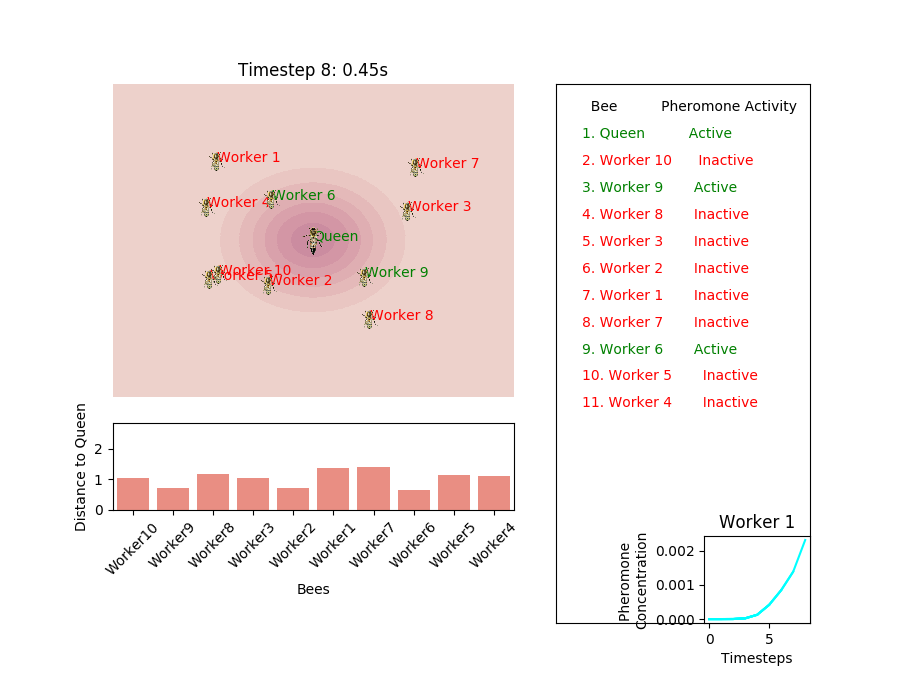 Timestep 8: 0.45s
Worker 1
Worker 7
Worker 6
Worker 4
Worker 3
Queen
Worker 10
Worker 9
Worker 2
Worker 8
Distance to Queen
2
1
0
Worker10
Worker9
Worker8
Worker3
Worker2
Worker1
Worker7
Worker6
Worker5
Worker4
Bees
Bee Pheromone Activity
1. Queen Active
2. Worker 10 Inactive
3. Worker 9 Active
4. Worker 8 Inactive
5. Worker 3 Inactive
6. Worker 2 Inactive
7. Worker 1 Inactive
8. Worker 7 Inactive
9. Worker 6 Active
10. Worker 5 Inactive
11. Worker 4 Inactive
Worker 1
Pheromone
Concentration
0.002
0.001
0.000
0
5
Timesteps